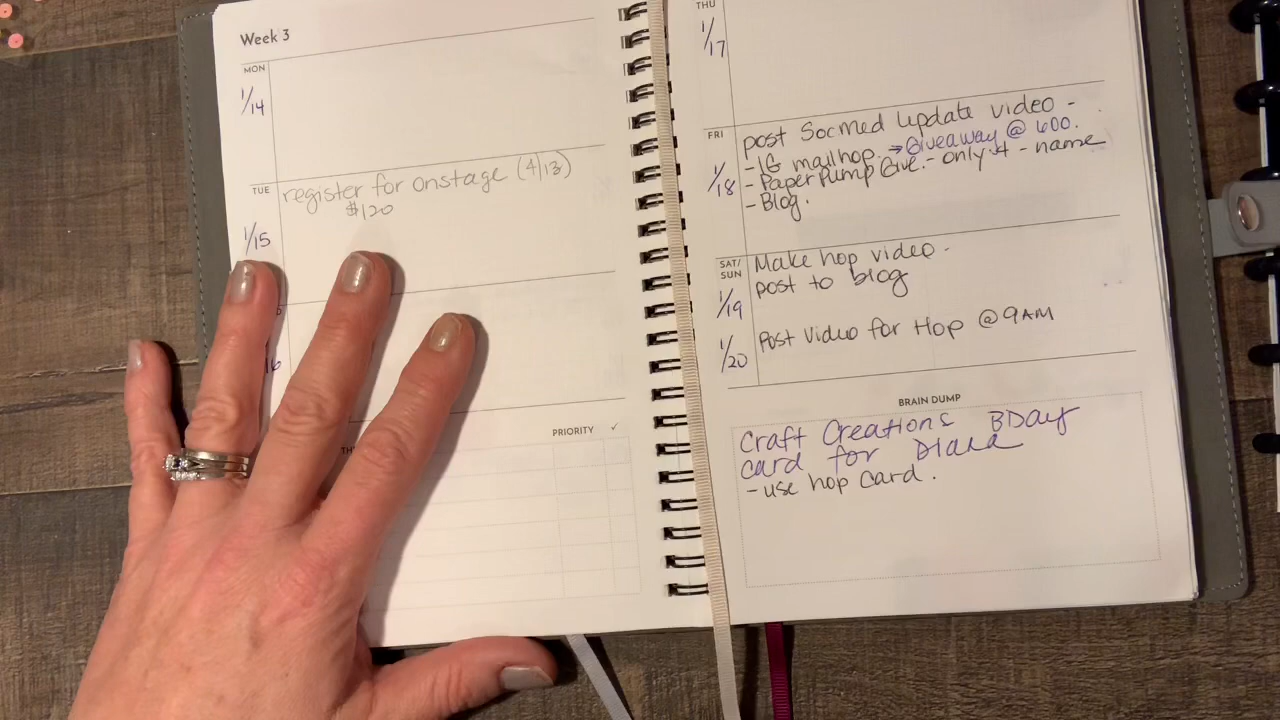 Week 3
MON
1/14
TUE
register for onstage (4/13)
$120
1/15
16
PRIORITY ✓
THU
1/17
FRI
post Socmed update video -
- IG mailhop. → Giveaway @ 600.
- PaperPump Give. - only 4 - name
- Blog.
1/18
SAT/
SUN
Make hop video -
post to blog
1/19
Post video for Hop @ 9AM
1/20
BRAIN DUMP
Craft Creations BDay
card for Diana
- use hop card.